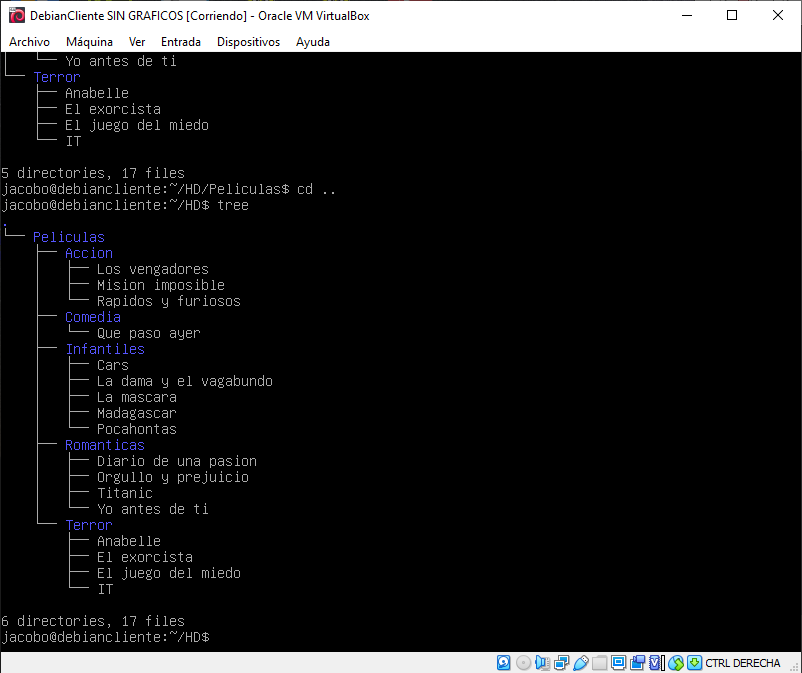 DebianCliente SIN GRAFICOS [Corriendo] - Oracle VM VirtualBox
Archivo Máquina Ver Entrada Dispositivos Ayuda
│   └── Yo antes de ti
└── Terror
    ├── Anabelle
    ├── El exorcista
    ├── El juego del miedo
    └── IT
5 directories, 17 files
jacobo@debiancliente:~/HD/Peliculas$ cd ..
jacobo@debiancliente:~/HD$ tree
.
└── Peliculas
    ├── Accion
    │   ├── Los vengadores
    │   ├── Mision imposible
    │   └── Rapidos y furiosos
    ├── Comedia
    │   └── Que paso ayer
    ├── Infantiles
    │   ├── Cars
    │   ├── La dama y el vagabundo
    │   ├── La mascara
    │   ├── Madagascar
    │   └── Pocahontas
    ├── Romanticas
    │   ├── Diario de una pasion
    │   ├── Orgullo y prejuicio
    │   ├── Titanic
    │   └── Yo antes de ti
    └── Terror
        ├── Anabelle
        ├── El exorcista
        ├── El juego del miedo
        └── IT
6 directories, 17 files
jacobo@debiancliente:~/HD$
CTRL DERECHA